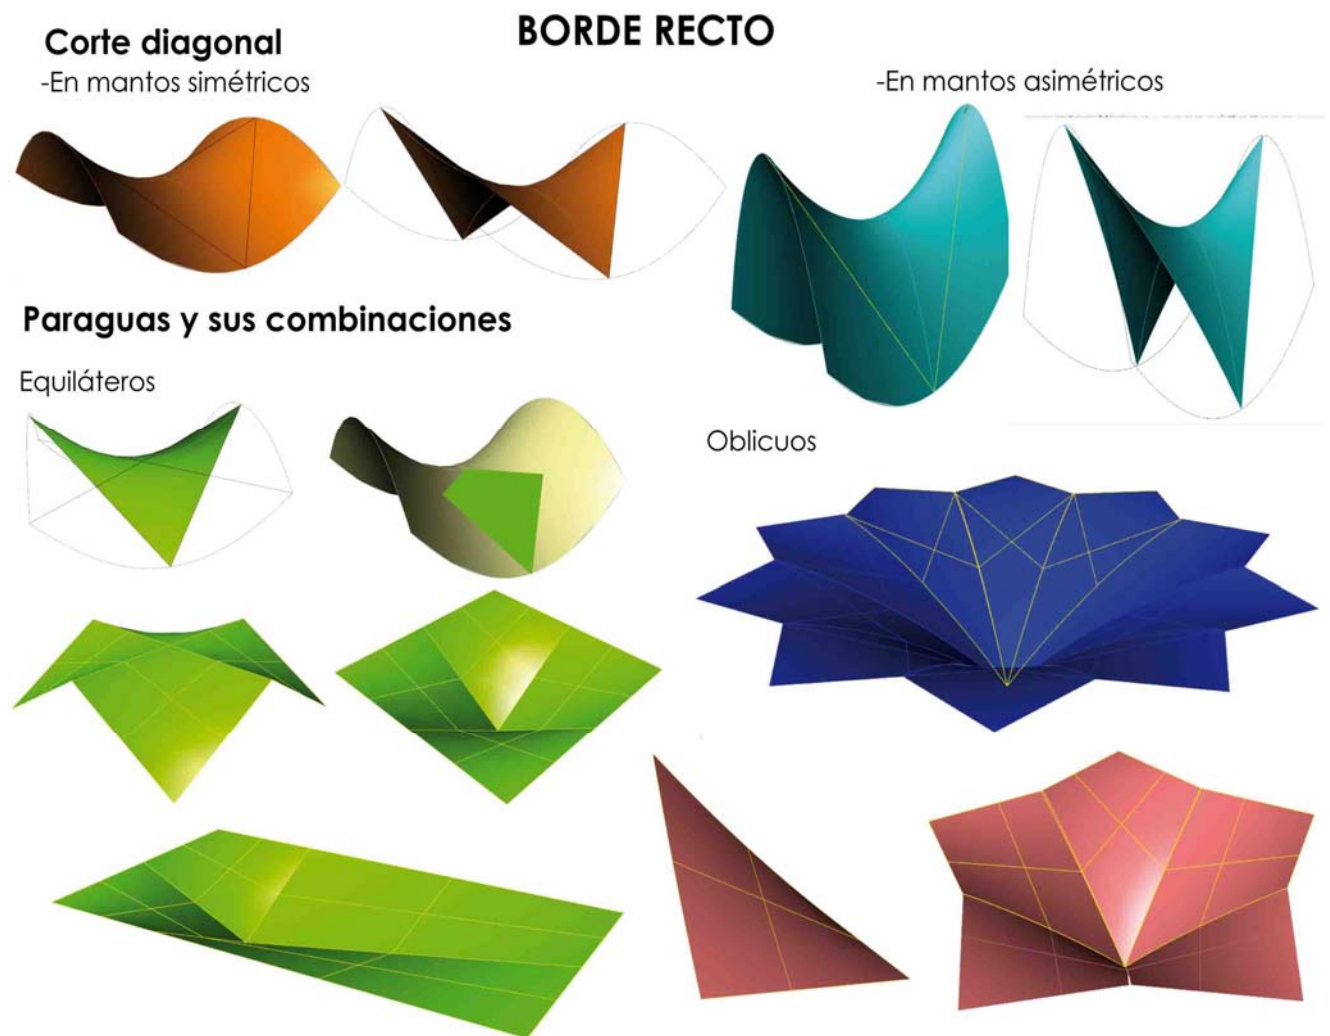 BORDE RECTO
Corte diagonal
-En mantos simétricos
-En mantos asimétricos
Paraguas y sus combinaciones
Equiláteros
Oblicuos